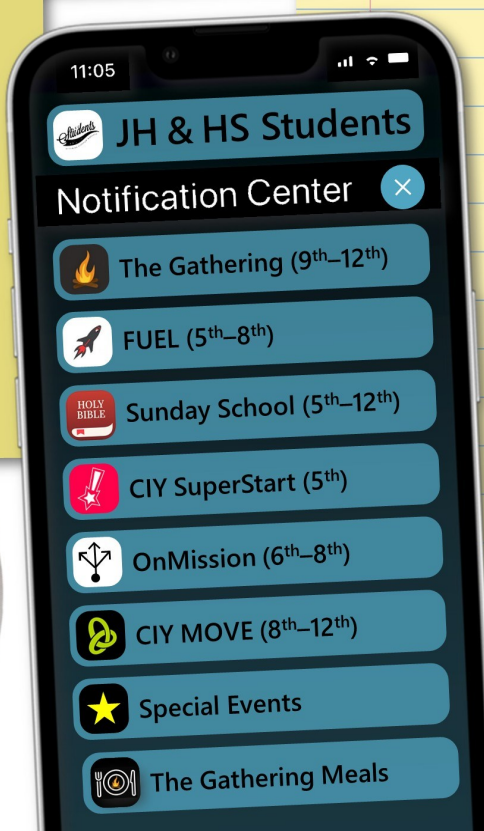 11:05
Students
JH & HS Students
Notification Center
The Gathering (9th–12th)
FUEL (5th–8th)
HOLY
BIBLE
Sunday School (5th–12th)
CIY SuperStart (5th)
OnMission (6th–8th)
CIY MOVE (8th–12th)
Special Events
The Gathering Meals